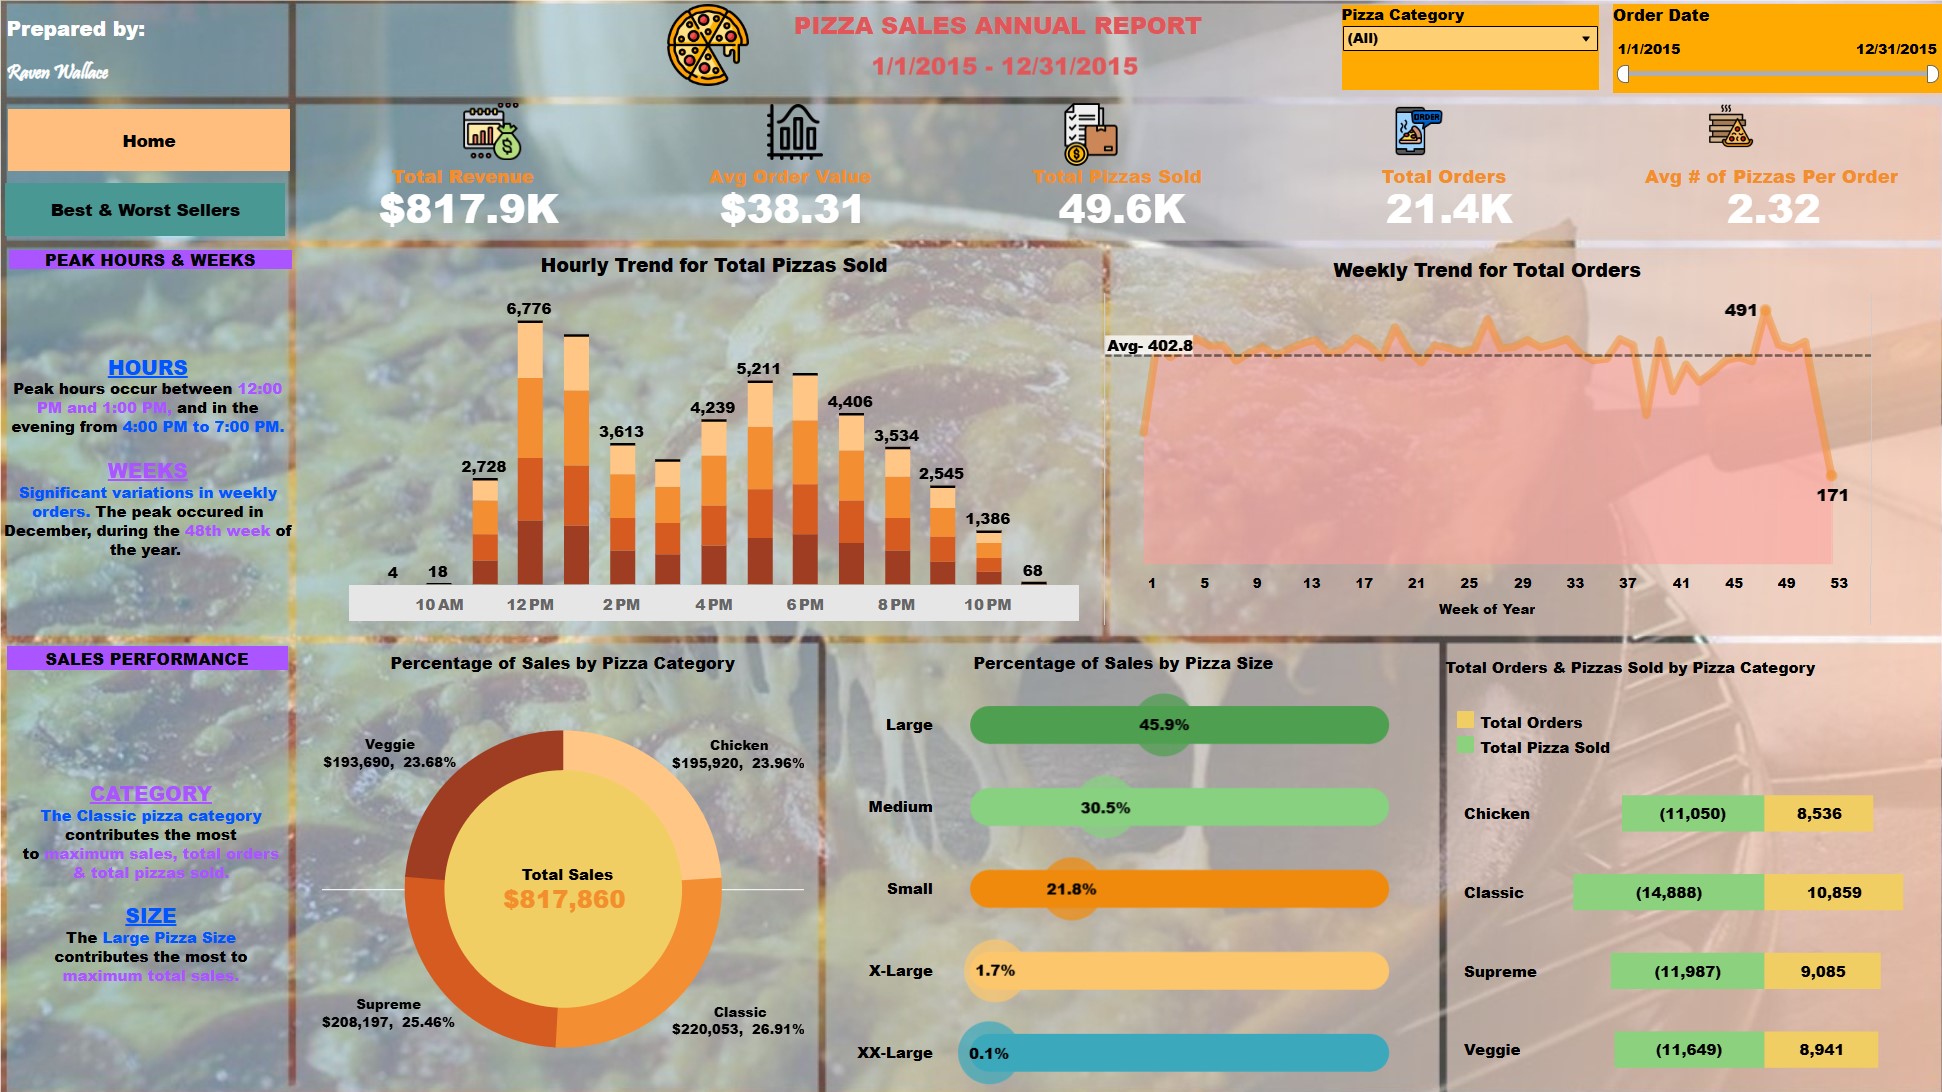 Prepared by:
Raven Wallace
PIZZA SALES ANNUAL REPORT
1/1/2015 - 12/31/2015
Pizza Category
(All)
Order Date
1/1/2015 12/31/2015
Home
Best & Worst Sellers
Total Revenue
$817.9K
Avg Order Value
$38.31
Total Pizzas Sold
49.6K
ORDER
Total Orders
21.4K
Avg # of Pizzas Per Order
2.32
PEAK HOURS & WEEKS
HOURS
Peak hours occur between 12:00
PM and 1:00 PM, and in the
evening from 4:00 PM to 7:00 PM.
WEEKS
Significant variations in weekly
orders. The peak occured in
December, during the 48th week of
the year.
Hourly Trend for Total Pizzas Sold
4
18
2,728
6,776
3,613
4,239
5,211
4,406
3,534
2,545
1,386
68
10 AM 12 PM 2 PM 4 PM 6 PM 8 PM 10 PM
Weekly Trend for Total Orders
Avg- 402.8
491
171
1 5 9 13 17 21 25 29 33 37 41 45 49 53
Week of Year
SALES PERFORMANCE
CATEGORY
The Classic pizza category
contributes the most
to maximum sales, total orders
& total pizzas sold.
SIZE
The Large Pizza Size
contributes the most to
maximum total sales.
Percentage of Sales by Pizza Category
Veggie
$193,690, 23.68%
Chicken
$195,920, 23.96%
Total Sales
$817,860
Supreme
$208,197, 25.46%
Classic
$220,053, 26.91%
Percentage of Sales by Pizza Size
Large 45.9%
Medium 30.5%
Small 21.8%
X-Large 1.7%
XX-Large 0.1%
Total Orders & Pizzas Sold by Pizza Category
Total Orders
Total Pizza Sold
Chicken (11,050) 8,536
Classic (14,888) 10,859
Supreme (11,987) 9,085
Veggie (11,649) 8,941